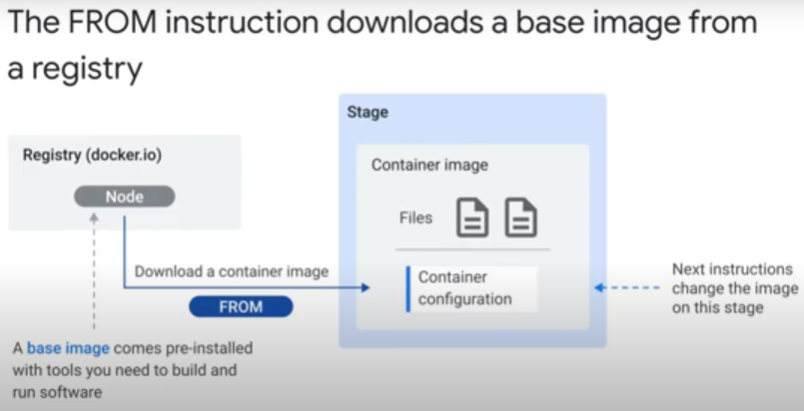 The FROM instruction downloads a base image from
a registry
Stage
Registry (docker.io)
Node
Container image
Files
Download a container image
FROM
Container
configuration
Next instructions
change the image
on this stage
A base image comes pre-installed
with tools you need to build and
run software